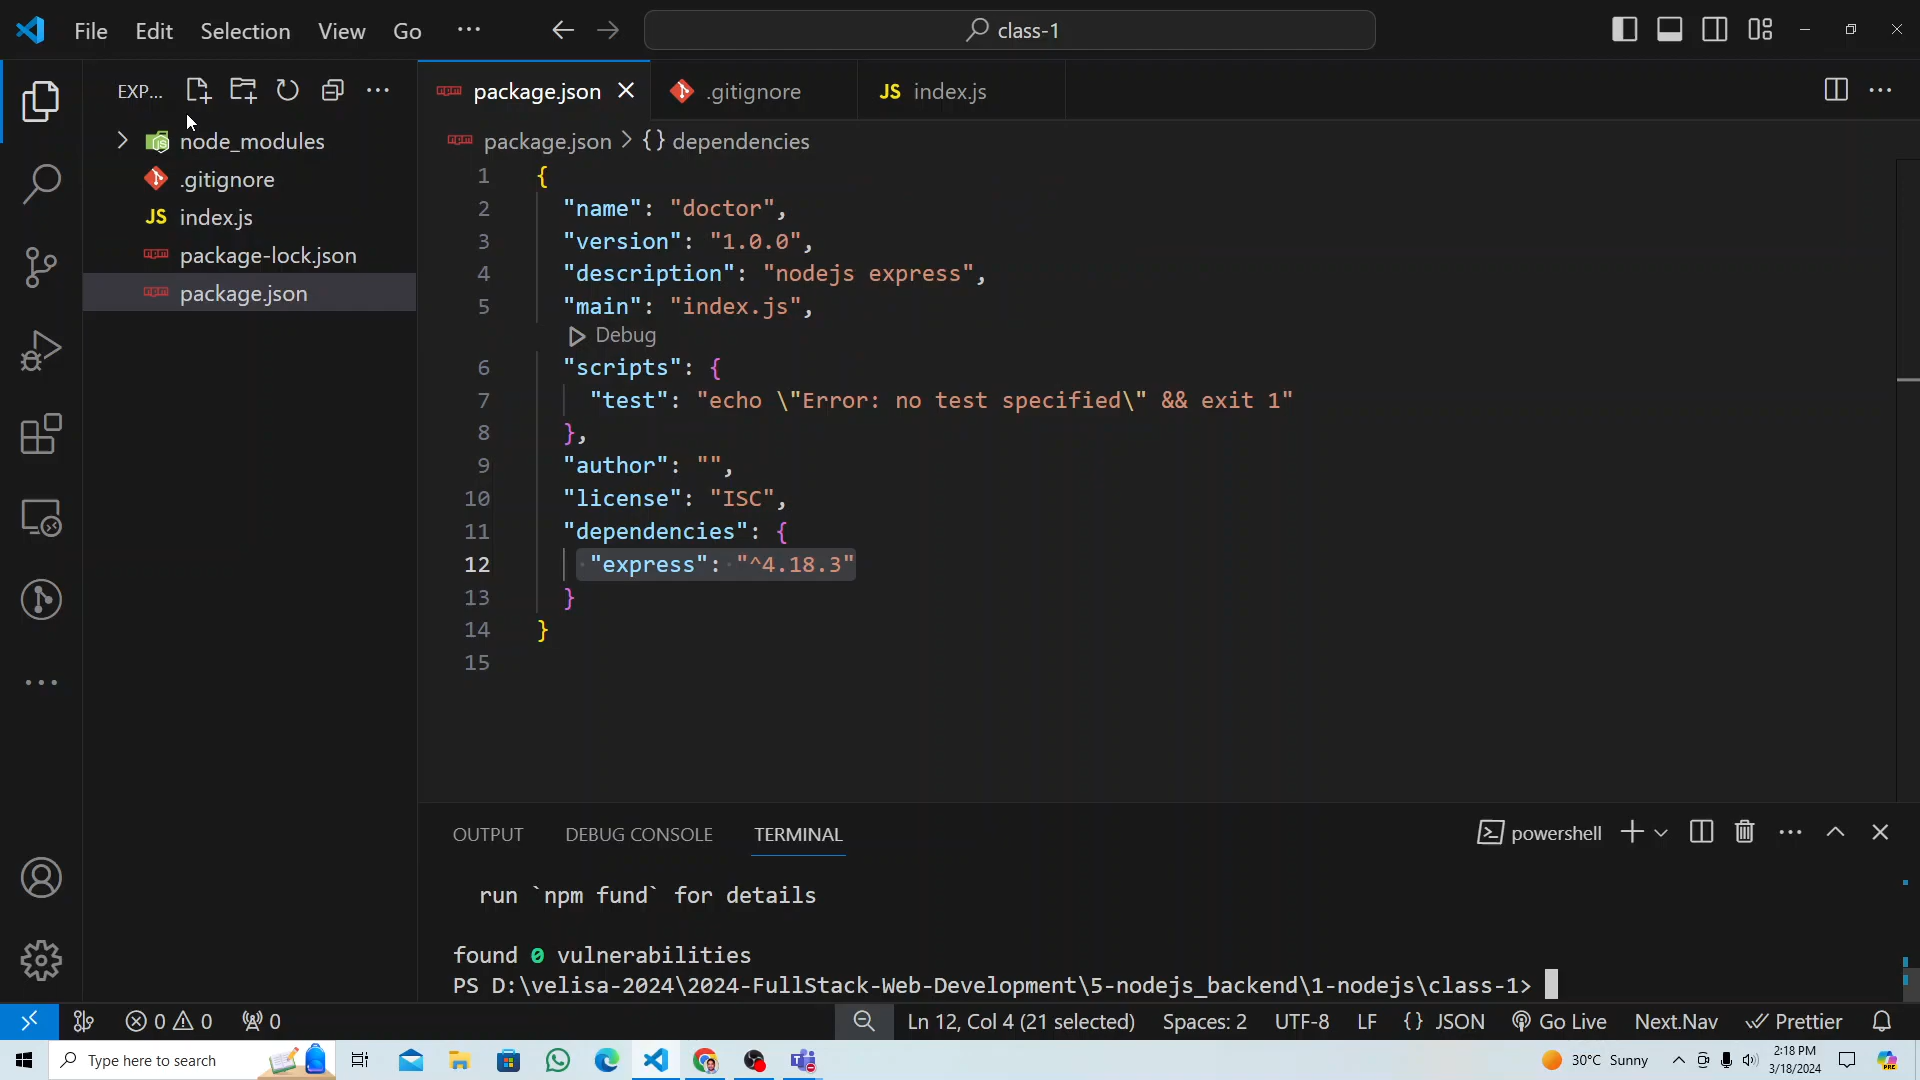 File Edit Selection View Go ··· class-1
EXP...
node_modules
.gitignore
JS index.js
package-lock.json
package.json
package.json .gitignore JS index.js
package.json > {} dependencies
1 {
2 "name": "doctor",
3 "version": "1.0.0",
4 "description": "nodejs express",
5 "main": "index.js",
Debug
6 "scripts": {
7 "test": "echo \"Error: no test specified\" && exit 1"
8 },
9 "author": "",
10 "license": "ISC",
11 "dependencies": {
12 "express": "^4.18.3"
13 }
14 }
15
OUTPUT DEBUG CONSOLE TERMINAL powershell
run `npm fund` for details
found 0 vulnerabilities
PS D:\velisa-2024\2024-FullStack-Web-Development\5-nodejs_backend\1-nodejs\class-1>
0 0 0 Ln 12, Col 4 (21 selected) Spaces: 2 UTF-8 LF {} JSON Go Live Next.Nav Prettier
Type here to search 30°C Sunny 2:18 PM
3/18/2024